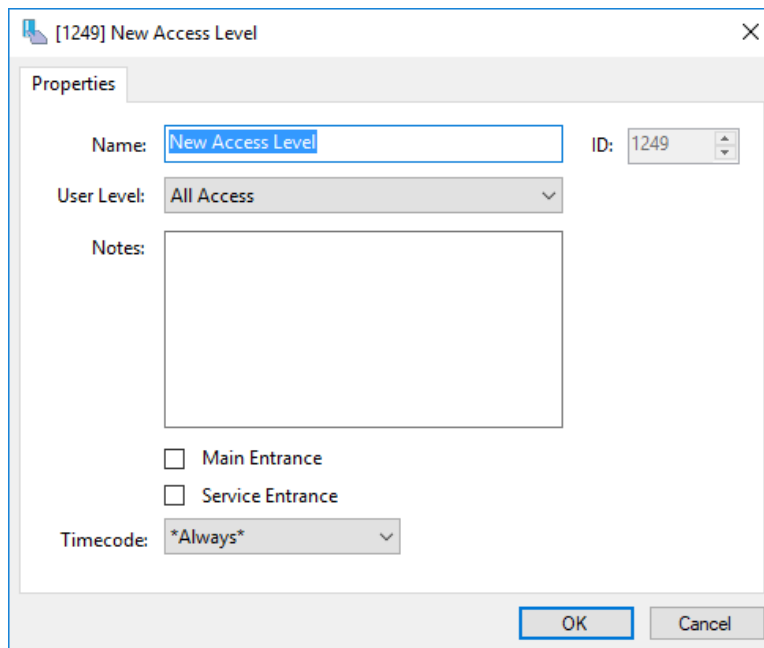 [1249] New Access Level
Properties
Name: New Access Level ID: 1249
User Level: All Access
Notes:
Main Entrance
Service Entrance
Timecode: *Always*
OK Cancel